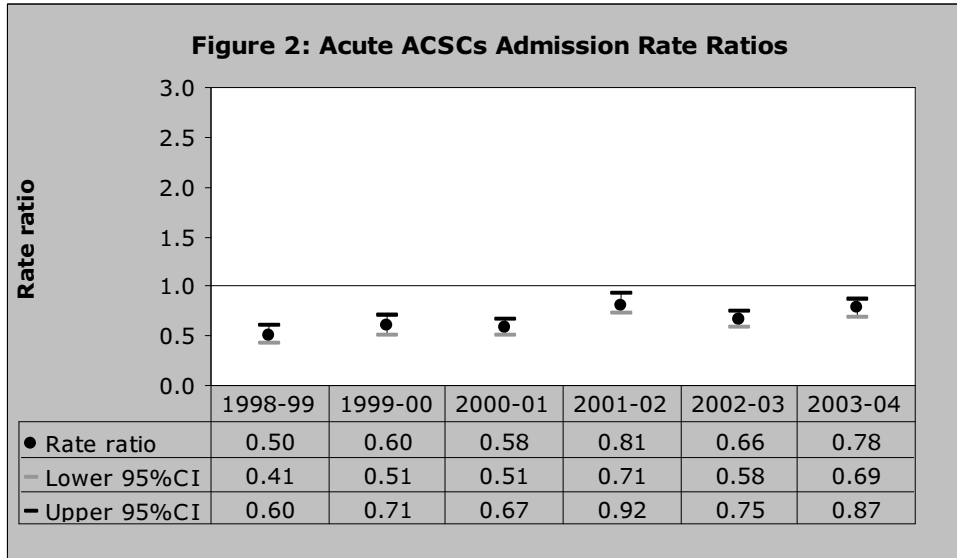 Figure 2: Acute ACSCs Admission Rate Ratios
Rate ratio
3.0
2.5
2.0
1.5
1.0
0.5
0.0
1998-99 1999-00 2000-01 2001-02 2002-03 2003-04
Rate ratio 0.50 0.60 0.58 0.81 0.66 0.78
Lower 95%CI 0.41 0.51 0.51 0.71 0.58 0.69
Upper 95%CI 0.60 0.71 0.67 0.92 0.75 0.87